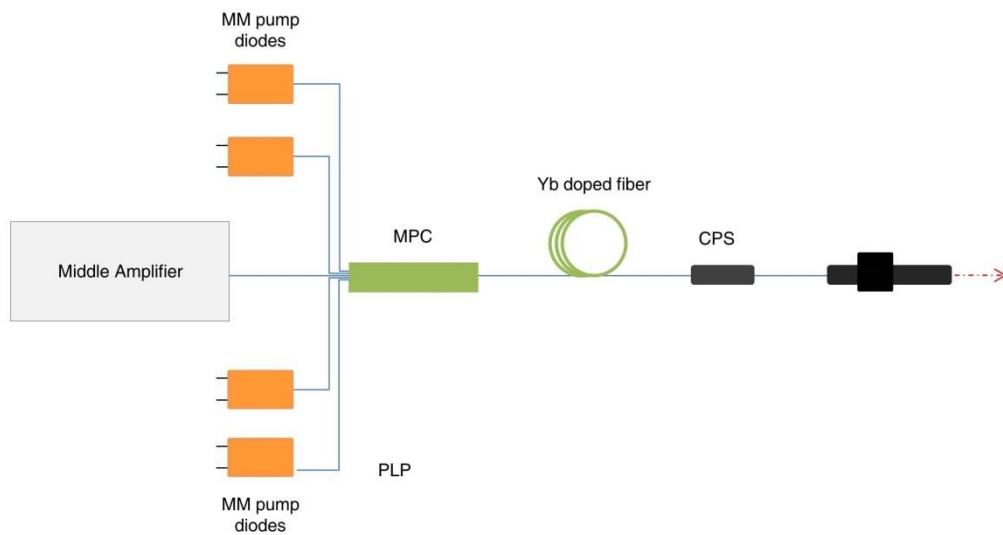 MM pump
diodes
Yb doped fiber
MPC
CPS
Middle Amplifier
PLP
MM pump
diodes